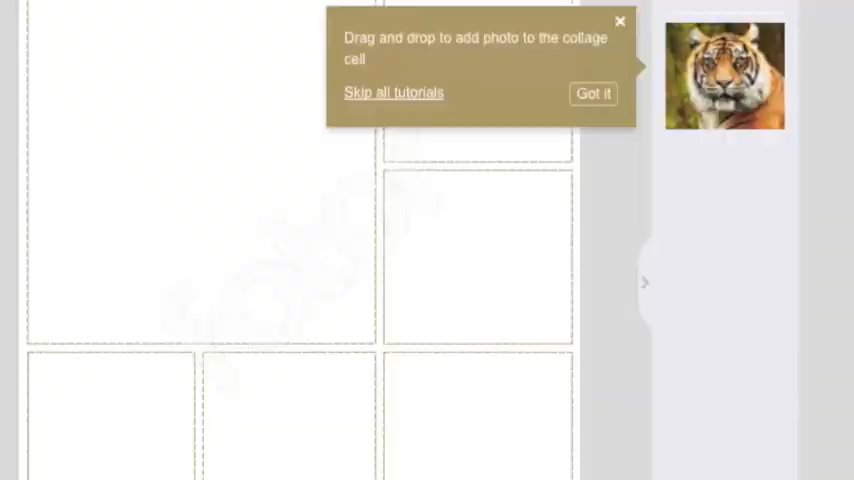 Drag and drop to add photo to the collage
cell
Skip all tutorials
Got it